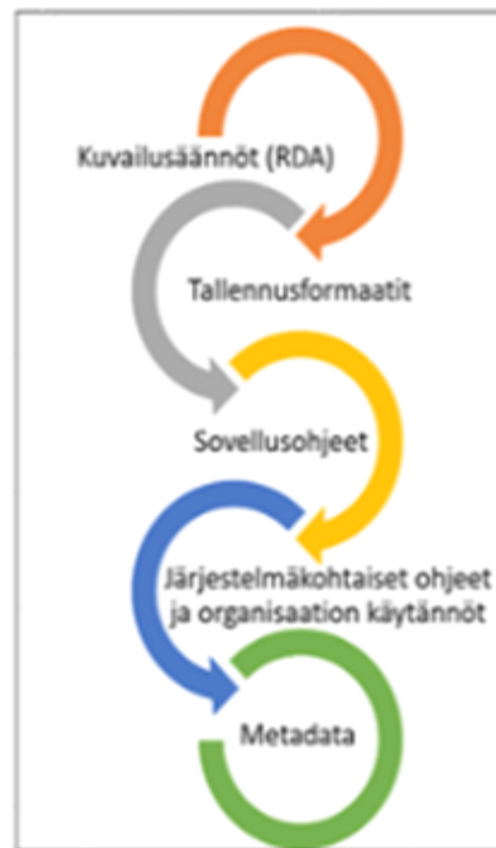 Kuvailusäännöt (RDA)
Tallennusformaatit
Sovellusohjeet
Järjestelmäkohtaiset ohjeet
ja organisaation käytännöt
Metadata